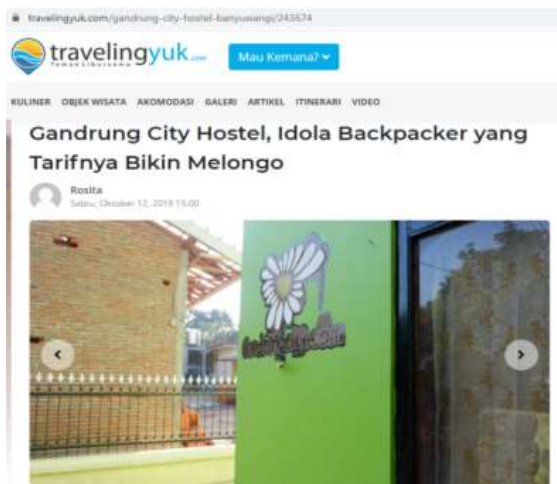 travelingyuk.com/gandrung-city-hostel-banyuwangi/243674
travelingyuk.com
Teman Liburanmu
Mau Kemana?
KULINER OBJEK WISATA AKOMODASI GALERI ARTIKEL ITINERARI VIDEO
Gandrung City Hostel, Idola Backpacker yang
Tarifnya Bikin Melongo
Rosita
Sabtu, Oktober 12, 2019 15.00